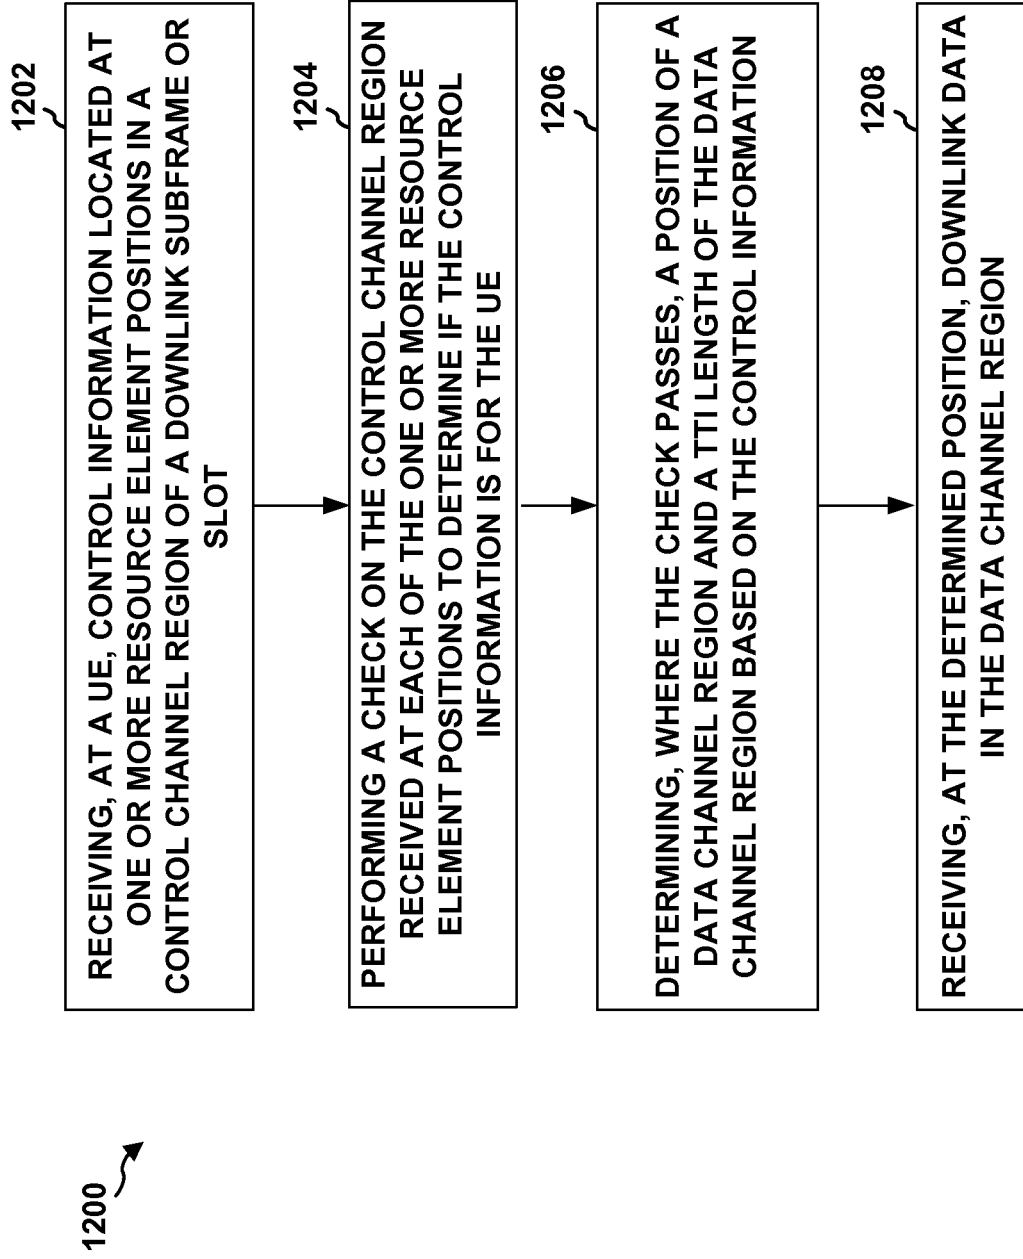 1200
1202
RECEIVING, AT A UE, CONTROL INFORMATION LOCATED AT
ONE OR MORE RESOURCE ELEMENT POSITIONS IN A
CONTROL CHANNEL REGION OF A DOWNLINK SUBFRAME OR
SLOT
1204
PERFORMING A CHECK ON THE CONTROL CHANNEL REGION
RECEIVED AT EACH OF THE ONE OR MORE RESOURCE
ELEMENT POSITIONS TO DETERMINE IF THE CONTROL
INFORMATION IS FOR THE UE
1206
DETERMINING, WHERE THE CHECK PASSES, A POSITION OF A
DATA CHANNEL REGION AND A TTI LENGTH OF THE DATA
CHANNEL REGION BASED ON THE CONTROL INFORMATION
1208
RECEIVING, AT THE DETERMINED POSITION, DOWNLINK DATA
IN THE DATA CHANNEL REGION